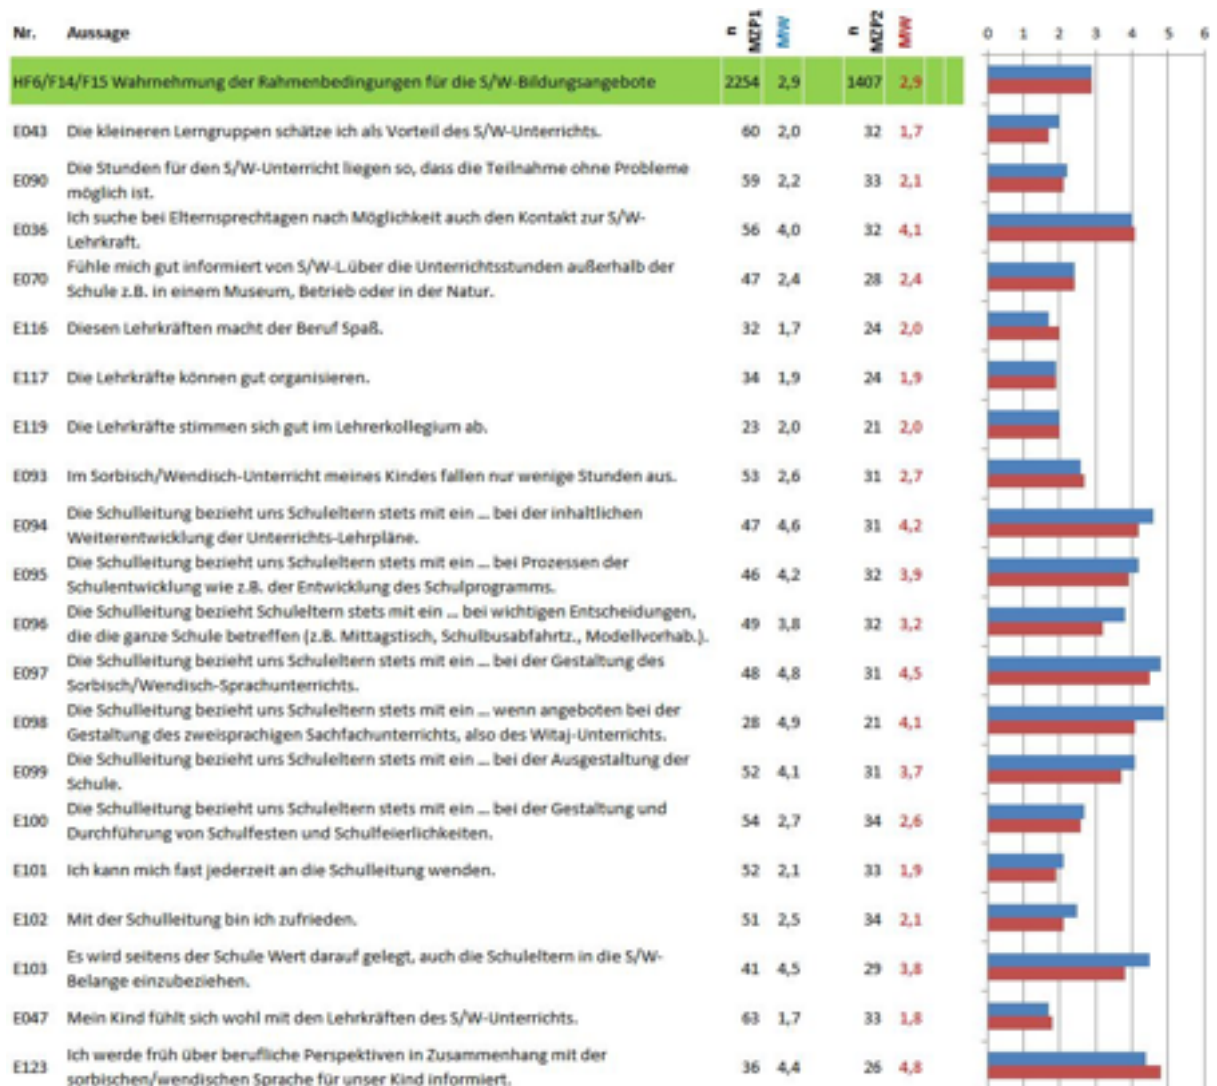 Nr. Aussage n MZP1 MW n MZP2 MW 0 1 2 3 4 5 6
HF6/F14/F15 Wahrnehmung der Rahmenbedingungen für die S/W-Bildungsangebote 2254 2,9 1407 2,9
E043 Die kleineren Lerngruppen schätze ich als Vorteil des S/W-Unterrichts. 60 2,0 32 1,7
Die Stunden für den S/W-Unterricht liegen so, dass die Teilnahme ohne Probleme
E090 59 2,2 33 2,1
möglich ist.
Ich suche bei Elternsprechtagen nach Möglichkeit auch den Kontakt zur S/W-
E036 56 4,0 32 4,1
Lehrkraft.
Fühle mich gut informiert von S/W-L.über die Unterrichtsstunden außerhalb der
E070 47 2,4 28 2,4
Schule z.B. in einem Museum, Betrieb oder in der Natur.
E116 Diesen Lehrkräften macht der Beruf Spaß. 32 1,7 24 2,0
E117 Die Lehrkräfte können gut organisieren. 34 1,9 24 1,9
E119 Die Lehrkräfte stimmen sich gut im Lehrerkollegium ab. 23 2,0 21 2,0
E093 Im Sorbisch/Wendisch-Unterricht meines Kindes fallen nur wenige Stunden aus. 53 2,6 31 2,7
Die Schulleitung bezieht uns Schuleltern stets mit ein ... bei der inhaltlichen
E094 47 4,6 31 4,2
Weiterentwicklung der Unterrichts-Lehrpläne.
Die Schulleitung bezieht uns Schuleltern stets mit ein ... bei Prozessen der
E095 46 4,2 32 3,9
Schulentwicklung wie z.B. der Entwicklung des Schulprogramms.
Die Schulleitung bezieht Schuleltern stets mit ein ... bei wichtigen Entscheidungen,
E096 49 3,8 32 3,2
die die ganze Schule betreffen (z.B. Mittagstisch, Schulbusabfahrtz., Modellvorhab.).
Die Schulleitung bezieht uns Schuleltern stets mit ein ... bei der Gestaltung des
E097 48 4,8 31 4,5
Sorbisch/Wendisch-Sprachunterrichts.
Die Schulleitung bezieht uns Schuleltern stets mit ein ... wenn angeboten bei der
E098 28 4,9 21 4,1
Gestaltung des zweisprachigen Sachfachunterrichts, also des Witaj-Unterrichts.
Die Schulleitung bezieht uns Schuleltern stets mit ein ... bei der Ausgestaltung der
E099 52 4,1 31 3,7
Schule.
Die Schulleitung bezieht uns Schuleltern stets mit ein ... bei der Gestaltung und
E100 54 2,7 34 2,6
Durchführung von Schulfesten und Schulfeierlichkeiten.
E101 Ich kann mich fast jederzeit an die Schulleitung wenden. 52 2,1 33 1,9
E102 Mit der Schulleitung bin ich zufrieden. 51 2,5 34 2,1
Es wird seitens der Schule Wert darauf gelegt, auch die Schuleltern in die S/W-
E103 41 4,5 29 3,8
Belange einzubeziehen.
E047 Mein Kind fühlt sich wohl mit den Lehrkräften des S/W-Unterrichts. 63 1,7 33 1,8
Ich werde früh über berufliche Perspektiven in Zusammenhang mit der
E123 36 4,4 26 4,8
sorbischen/wendischen Sprache für unser Kind informiert.